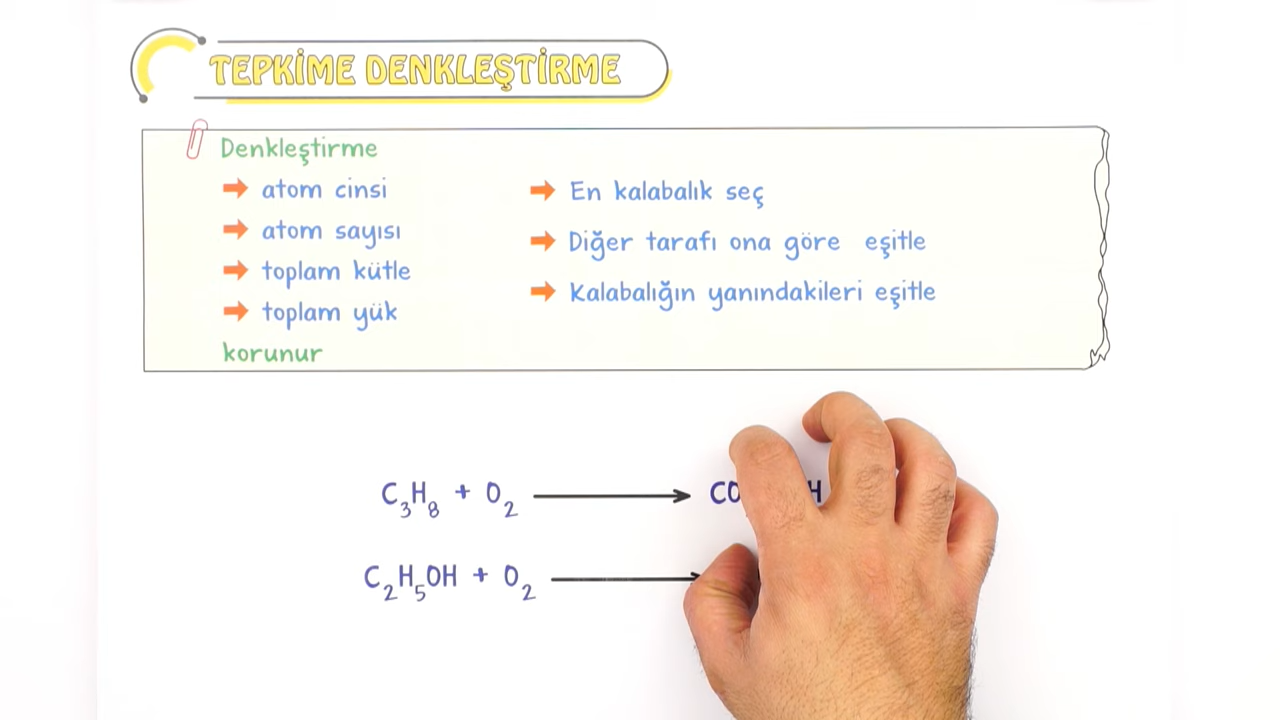 TEPKİME DENKLEŞTİRME
Denkleştirme
➡ atom cinsi
➡ atom sayısı
➡ toplam kütle
➡ toplam yük
korunur
➡ En kalabalık seç
➡ Diğer tarafı ona göre eşitle
➡ Kalabalığın yanındakileri eşitle
C₃H₈ + O₂ ⟶ CO H
C₂H₅OH + O₂ ⟶